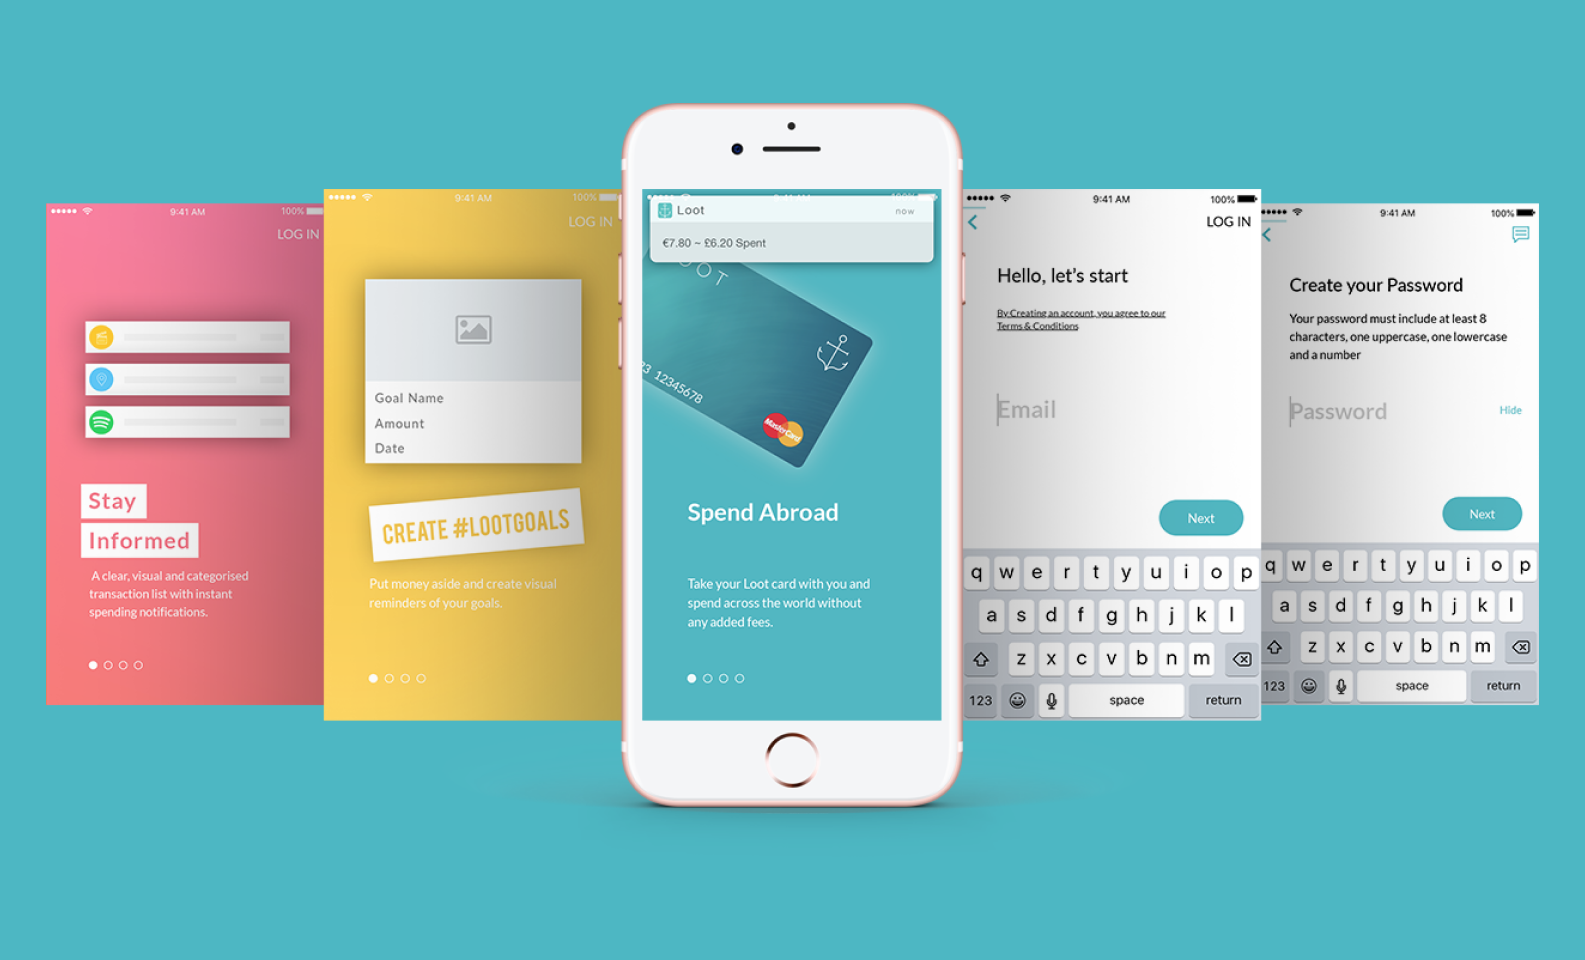 9:41 AM
100%
LOG IN
Stay
Informed
A clear, visual and categorised
transaction list with instant
spending notifications.
9:41 AM
100%
LOG IN
Goal Name
Amount
Date
CREATE #LOOTGOALS
Put money aside and create visual
reminders of your goals.
Loot
now
€7.80 ~ £6.20 Spent
OOT
3 12345678
MasterCard
Spend Abroad
Take your Loot card with you and
spend across the world without
any added fees.
9:41 AM
100%
LOG IN
Hello, let's start
By Creating an account, you agree to our
Terms & Conditions
Email
Next
q w e r t y u i o p
a s d f g h j k l
z x c v b n m
123 space return
9:41 AM
100%
Create your Password
Your password must include at least 8
characters, one uppercase, one lowercase
and a number
Password
Hide
Next
q w e r t y u i o p
a s d f g h j k l
z x c v b n m
123 space return